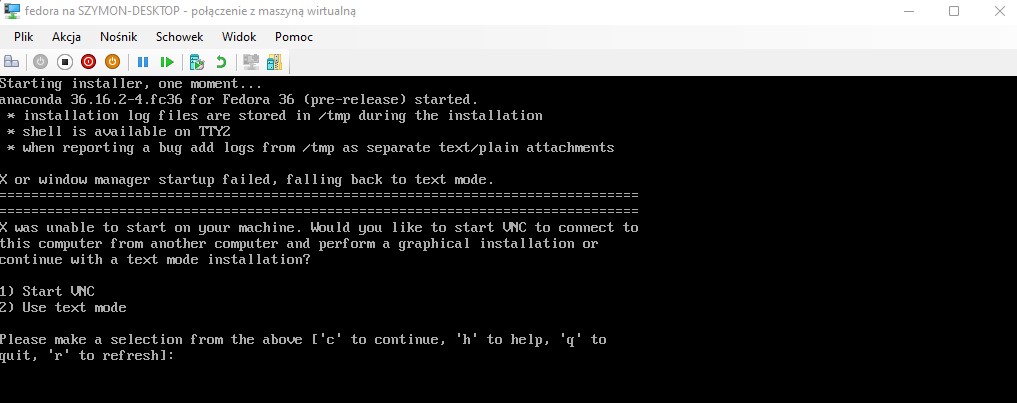 fedora na SZYMON-DESKTOP - połączenie z maszyną wirtualną
Plik Akcja Nośnik Schowek Widok Pomoc
Starting installer, one moment...
anaconda 36.16.2-4.fc36 for Fedora 36 (pre-release) started.
* installation log files are stored in /tmp during the installation
* shell is available on TTY2
* when reporting a bug add logs from /tmp as separate text/plain attachments
X or window manager startup failed, falling back to text mode.
================================================================================
================================================================================
X was unable to start on your machine. Would you like to start VNC to connect to
this computer from another computer and perform a graphical installation or
continue with a text mode installation?
1) Start VNC
2) Use text mode
Please make a selection from the above ['c' to continue, 'h' to help, 'q' to
quit, 'r' to refresh]: